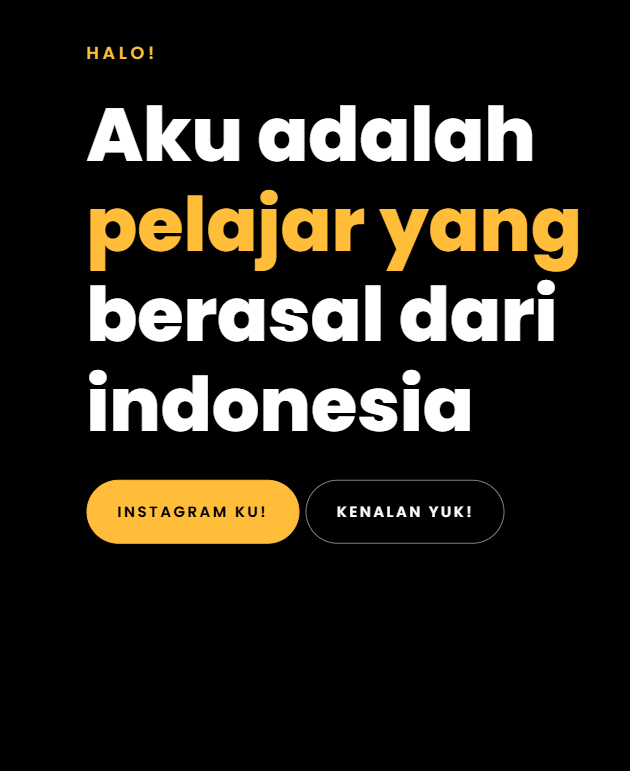 HALO!
Aku adalah
pelajar yang
berasal dari
indonesia
INSTAGRAM KU!
KENALAN YUK!